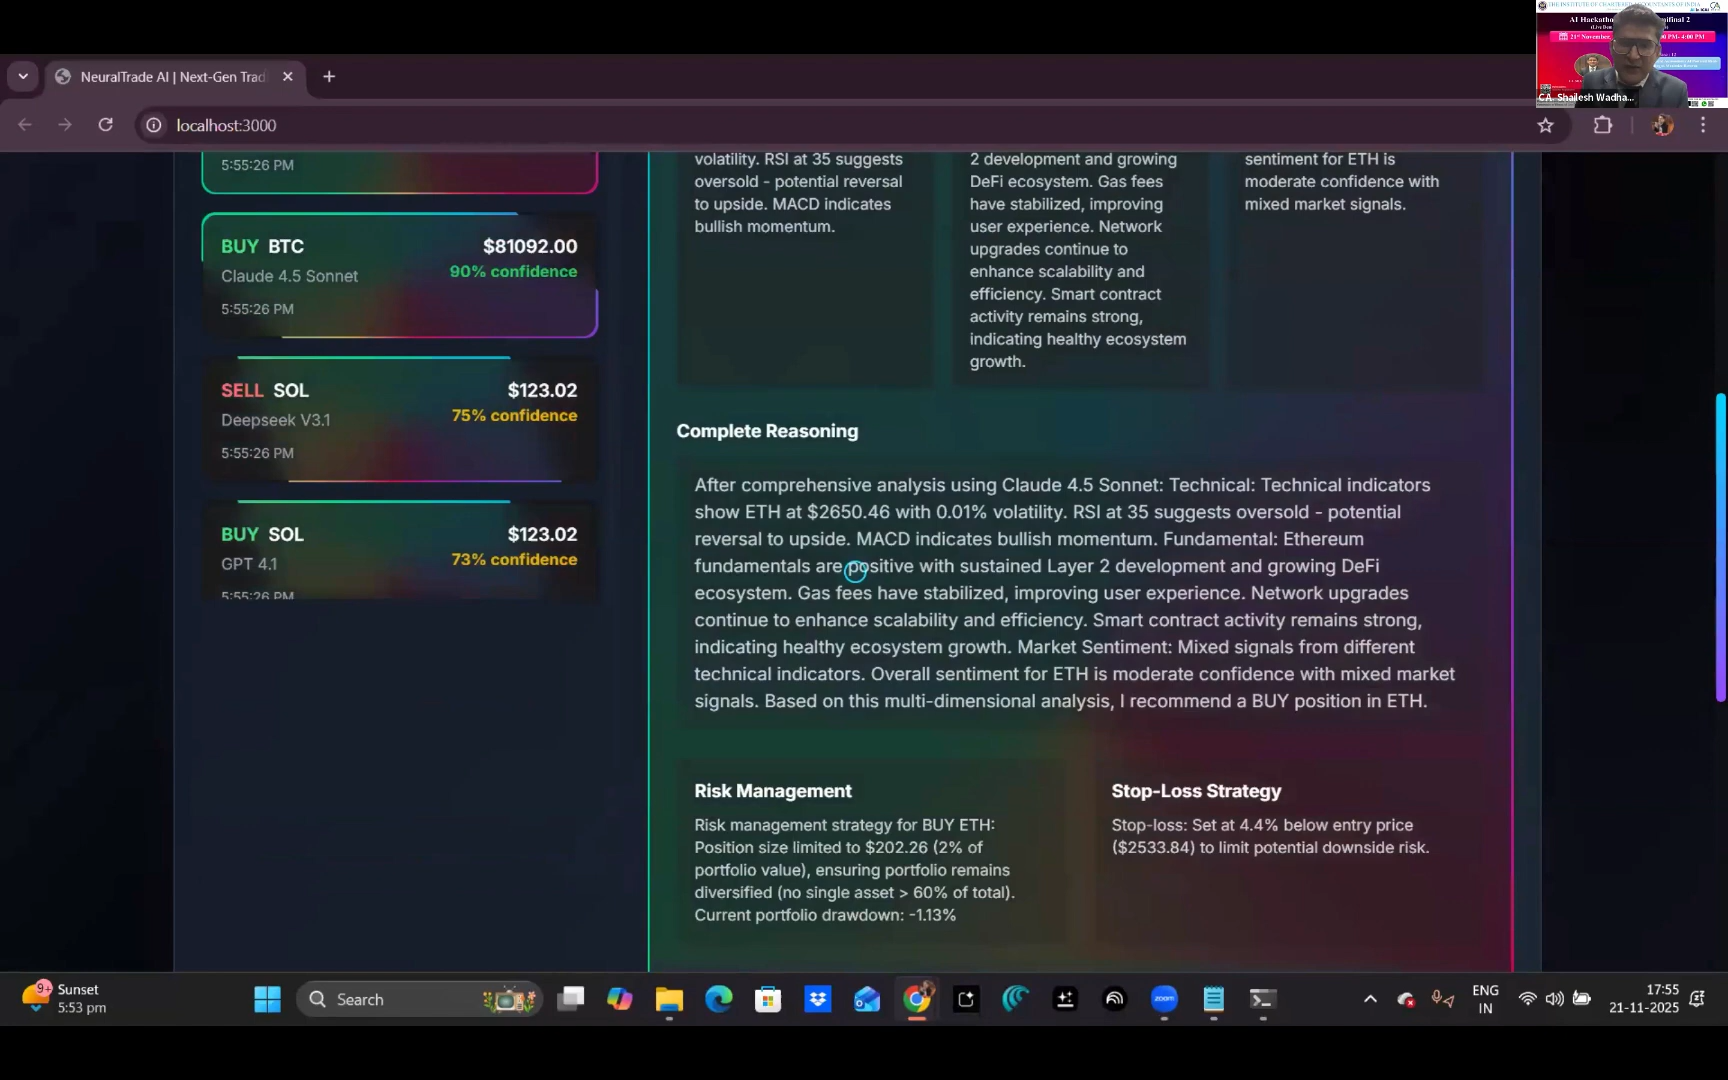 THE INSTITUTE OF CHARTERED ACCOUNTANTS OF INDIA
CA. Shailesh Wadha...
NeuralTrade AI | Next-Gen Trad
localhost:3000
5:55:26 PM
BUY BTC
$81092.00
Claude 4.5 Sonnet
90% confidence
5:55:26 PM
SELL SOL
$123.02
Deepseek V3.1
75% confidence
5:55:26 PM
BUY SOL
$123.02
GPT 4.1
73% confidence
5:55:26 PM
volatility. RSI at 35 suggests
oversold - potential reversal
to upside. MACD indicates
bullish momentum.
2 development and growing
DeFi ecosystem. Gas fees
have stabilized, improving
user experience. Network
upgrades continue to
enhance scalability and
efficiency. Smart contract
activity remains strong,
indicating healthy ecosystem
growth.
sentiment for ETH is
moderate confidence with
mixed market signals.
Complete Reasoning
After comprehensive analysis using Claude 4.5 Sonnet: Technical: Technical indicators
show ETH at $2650.46 with 0.01% volatility. RSI at 35 suggests oversold - potential
reversal to upside. MACD indicates bullish momentum. Fundamental: Ethereum
fundamentals are positive with sustained Layer 2 development and growing DeFi
ecosystem. Gas fees have stabilized, improving user experience. Network upgrades
continue to enhance scalability and efficiency. Smart contract activity remains strong,
indicating healthy ecosystem growth. Market Sentiment: Mixed signals from different
technical indicators. Overall sentiment for ETH is moderate confidence with mixed market
signals. Based on this multi-dimensional analysis, I recommend a BUY position in ETH.
Risk Management
Risk management strategy for BUY ETH:
Position size limited to $202.26 (2% of
portfolio value), ensuring portfolio remains
diversified (no single asset > 60% of total).
Current portfolio drawdown: -1.13%
Stop-Loss Strategy
Stop-loss: Set at 4.4% below entry price
($2533.84) to limit potential downside risk.
9+
Sunset
5:53 pm
Search
zoom
ENG
IN
17:55
21-11-2025